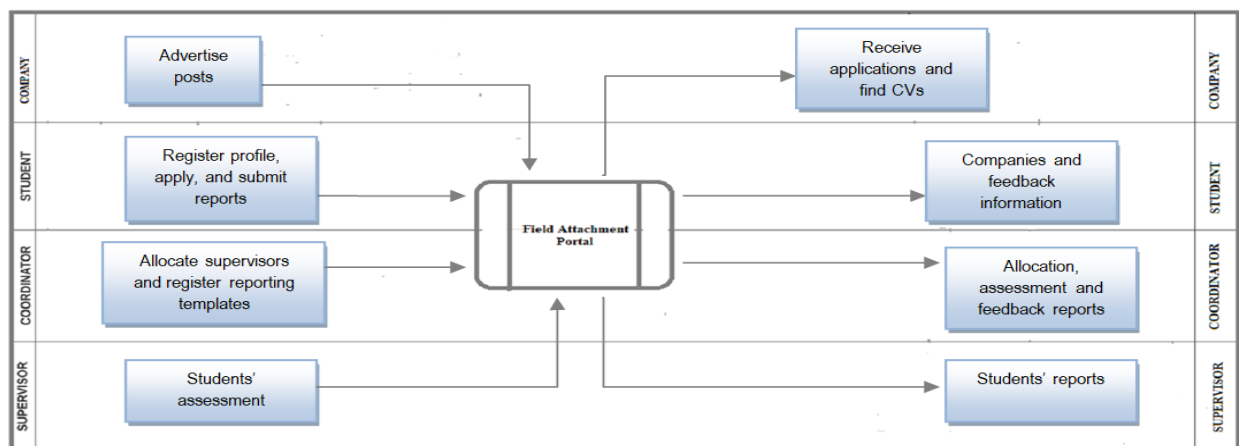 COMPANY
Advertise
posts
Receive
applications and
find CVs
COMPANY
STUDENT
Register profile,
apply, and submit
reports
Companies and
feedback
information
STUDENT
Field Attachment
Portal
COORDINATOR
Allocate supervisors
and register reporting
templates
Allocation,
assessment and
feedback reports
COORDINATOR
SUPERVISOR
Students’
assessment
Students’ reports
SUPERVISOR